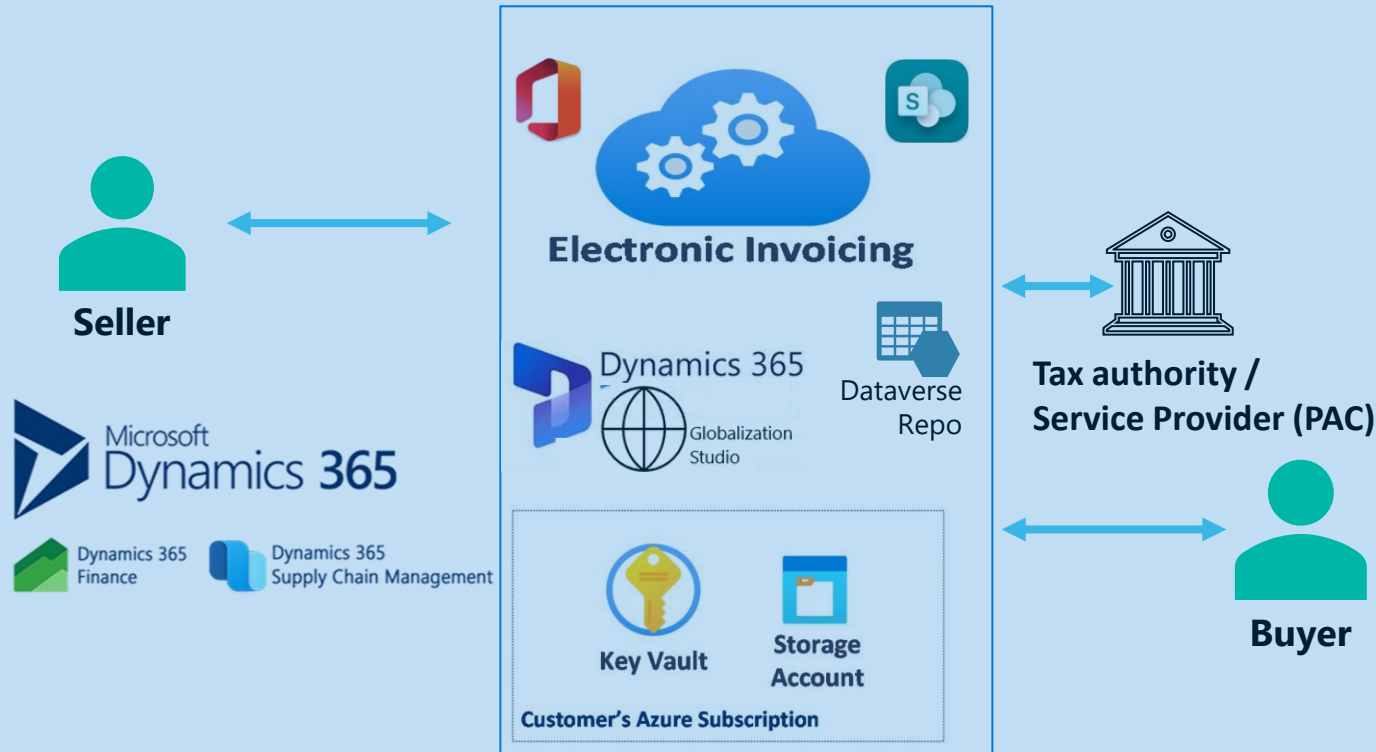 Seller
Microsoft
Dynamics 365
Dynamics 365
Finance
Dynamics 365
Supply Chain Management
S
Electronic Invoicing
Dynamics 365
Globalization
Studio
Dataverse
Repo
Key Vault
Storage
Account
Customer's Azure Subscription
Tax authority /
Service Provider (PAC)
Buyer